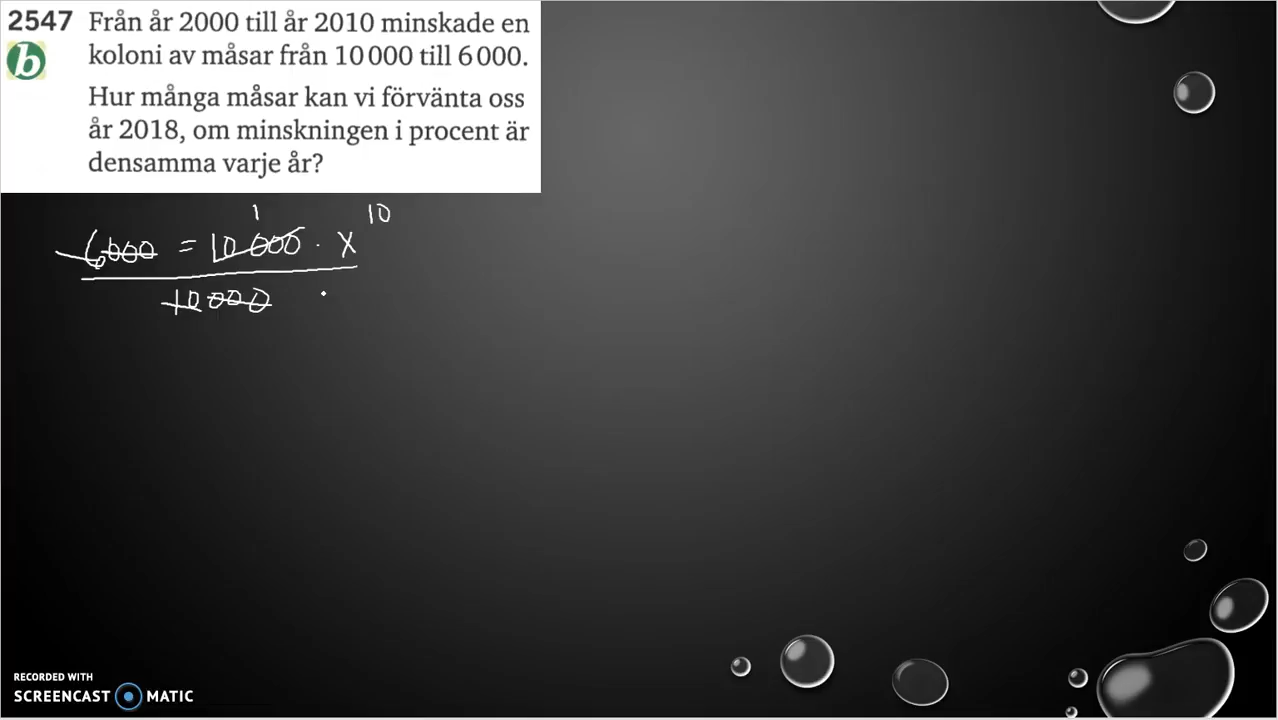 2547 Från år 2000 till år 2010 minskade en
b koloni av måsar från 10 000 till 6 000.
Hur många måsar kan vi förvänta oss
år 2018, om minskningen i procent är
densamma varje år?
1 10
6000 = 10 000 · x
10 000
RECORDED WITH
SCREENCAST MATIC